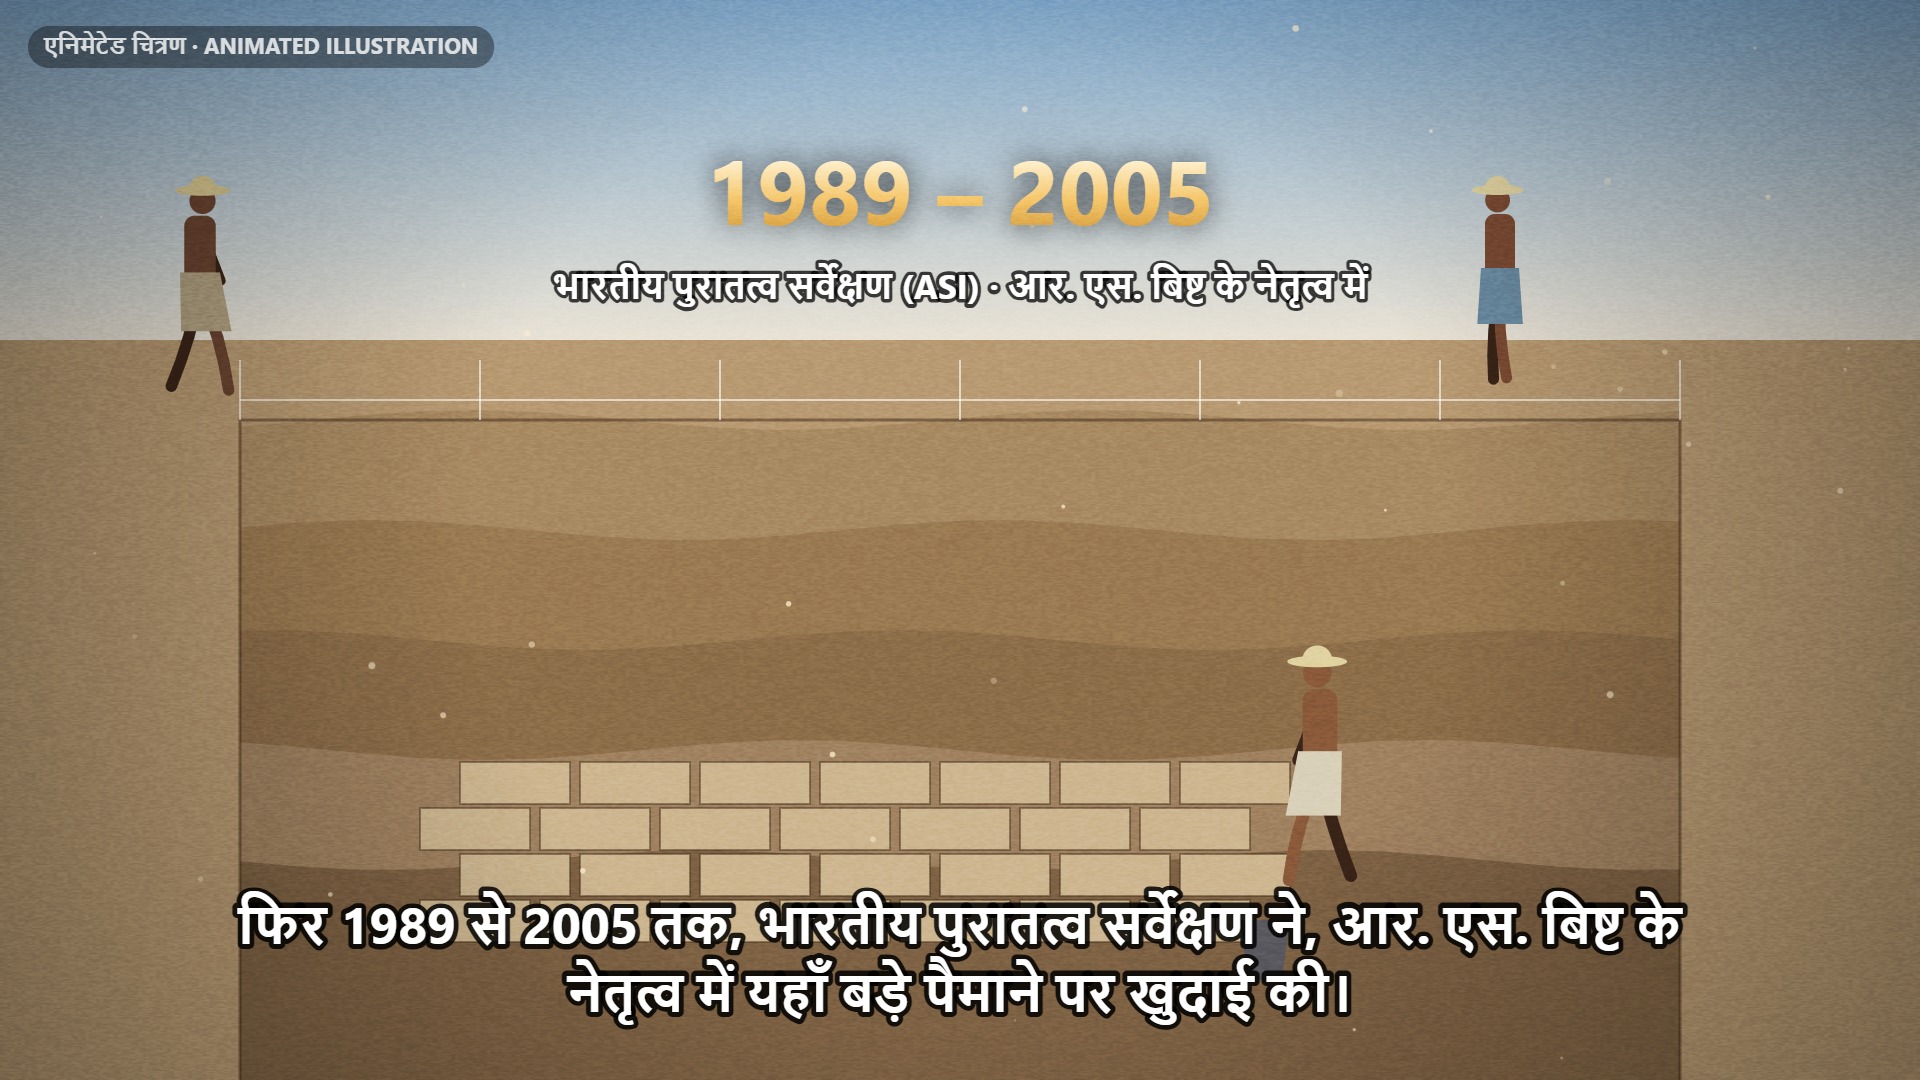 एनिमेटेड चित्रण · ANIMATED ILLUSTRATION
1989 – 2005
भारतीय पुरातत्व सर्वेक्षण (ASI) · आर. एस. बिष्ट के नेतृत्व में
फिर 1989 से 2005 तक, भारतीय पुरातत्व सर्वेक्षण ने, आर. एस. बिष्ट के
नेतृत्व में यहाँ बड़े पैमाने पर खुदाई की।